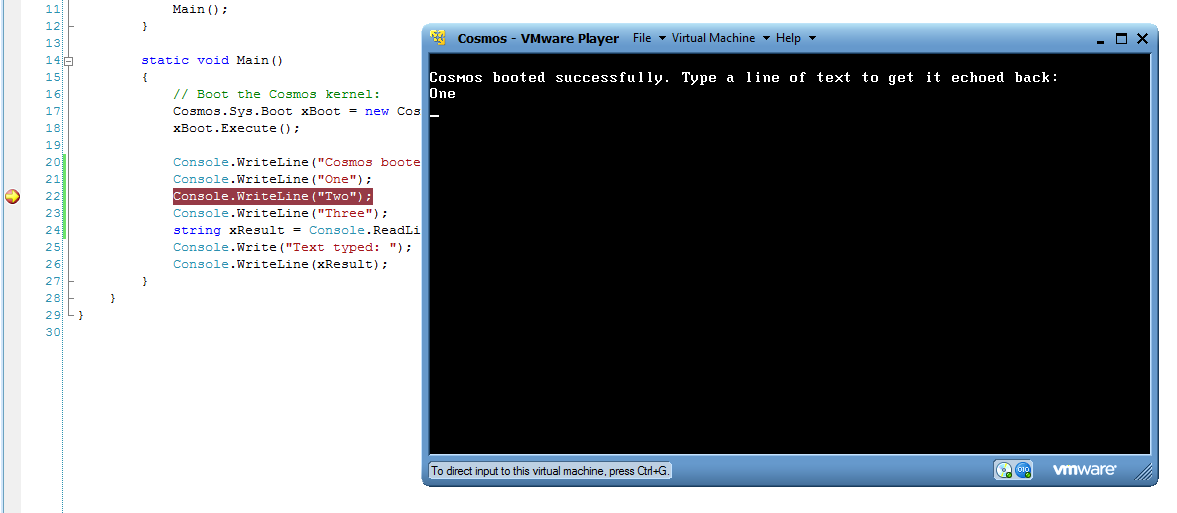 11 Main();
12 }
13
14 static void Main()
15 {
16 // Boot the Cosmos kernel:
17 Cosmos.Sys.Boot xBoot = new Cos
18 xBoot.Execute();
19
20 Console.WriteLine("Cosmos boote
21 Console.WriteLine("One");
22 Console.WriteLine("Two");
23 Console.WriteLine("Three");
24 string xResult = Console.ReadLi
25 Console.Write("Text typed: ");
26 Console.WriteLine(xResult);
27 }
28 }
29 }
30
Cosmos - VMware Player File Virtual Machine Help
Cosmos booted successfully. Type a line of text to get it echoed back:
One
To direct input to this virtual machine, press Ctrl+G.
vmware